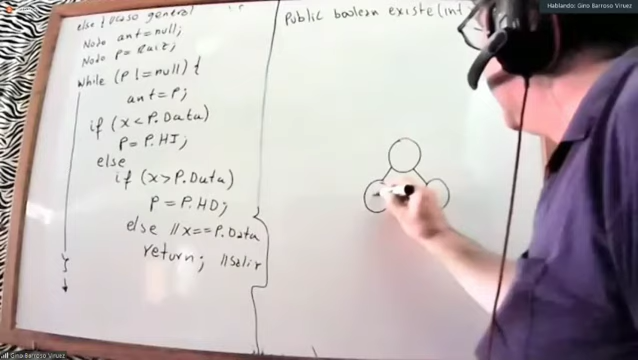 Hablando: Gino Barroso Viruez
else { //caso general
Nodo ant=null;
Nodo p=Raiz;
while (p!=null) {
ant=p;
if (x<P.Data)
p=P.HI;
else
if (x>P.Data)
p=P.HD;
else //x==P.Data
return; //salir
}
Public boolean existe(int
Gino Barroso Viruez